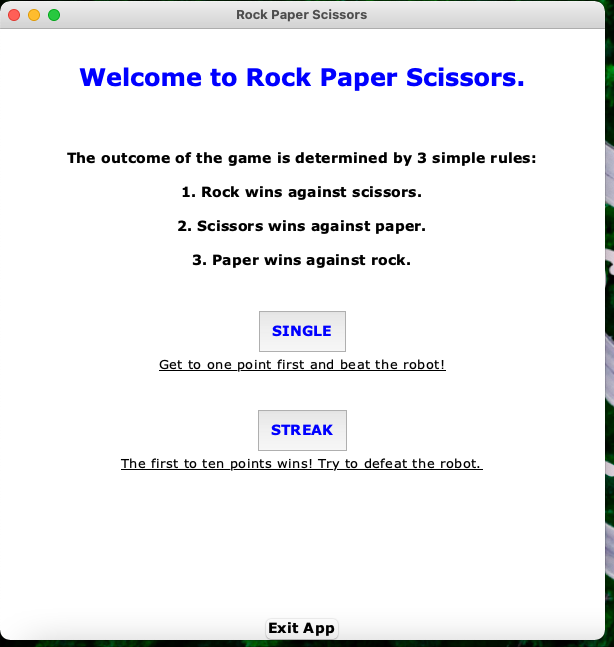 Rock Paper Scissors
Welcome to Rock Paper Scissors.
The outcome of the game is determined by 3 simple rules:
1. Rock wins against scissors.
2. Scissors wins against paper.
3. Paper wins against rock.
SINGLE
Get to one point first and beat the robot!
STREAK
The first to ten points wins! Try to defeat the robot.
Exit App